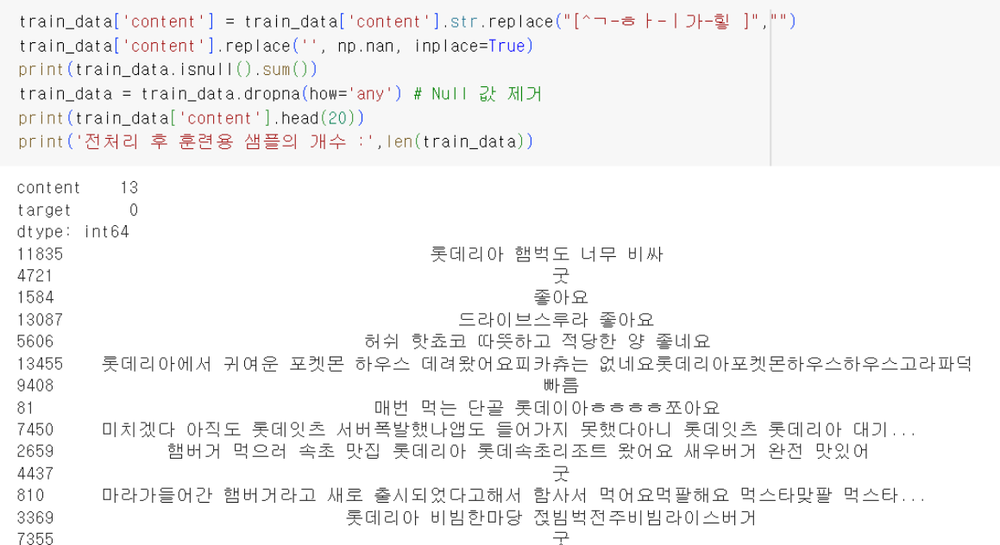 train_data['content'] = train_data['content'].str.replace("[^ㄱ-ㅎㅏ-ㅣ가-힣 ]","")
train_data['content'].replace('', np.nan, inplace=True)
print(train_data.isnull().sum())
train_data = train_data.dropna(how='any') # Null 값 제거
print(train_data['content'].head(20))
print('전처리 후 훈련용 샘플의 개수 :',len(train_data))
content 13
target 0
dtype: int64
11835 롯데리아 햄벅도 너무 비싸
4721 굿
1584 좋아요
13087 드라이브스루라 좋아요
5606 허쉬 핫쵸코 따뜻하고 적당한 양 좋네요
13455 롯데리아에서 귀여운 포켓몬 하우스 데려왔어요피카츄는 없네요롯데리아포켓몬하우스하우스고라파덕
9408 빠름
81 매번 먹는 단골 롯데이아ㅎㅎㅎㅎ쪼아요
7450 미치겠다 아직도 롯데잇츠 서버폭발했나앱도 들어가지 못했다아니 롯데잇츠 롯데리아 대기...
2659 햄버거 먹으러 속초 맛집 롯데리아 롯데속초리조트 왔어요 새우버거 완전 맛있어
4437 굿
810 마라가들어간 햄버거라고 새로 출시되었다고해서 함사서 먹어요먹팔해요 먹스타맞팔 먹스타...
3369 롯데리아 비빔한마당 젅빔벅전주비빔라이스버거
7355 굿